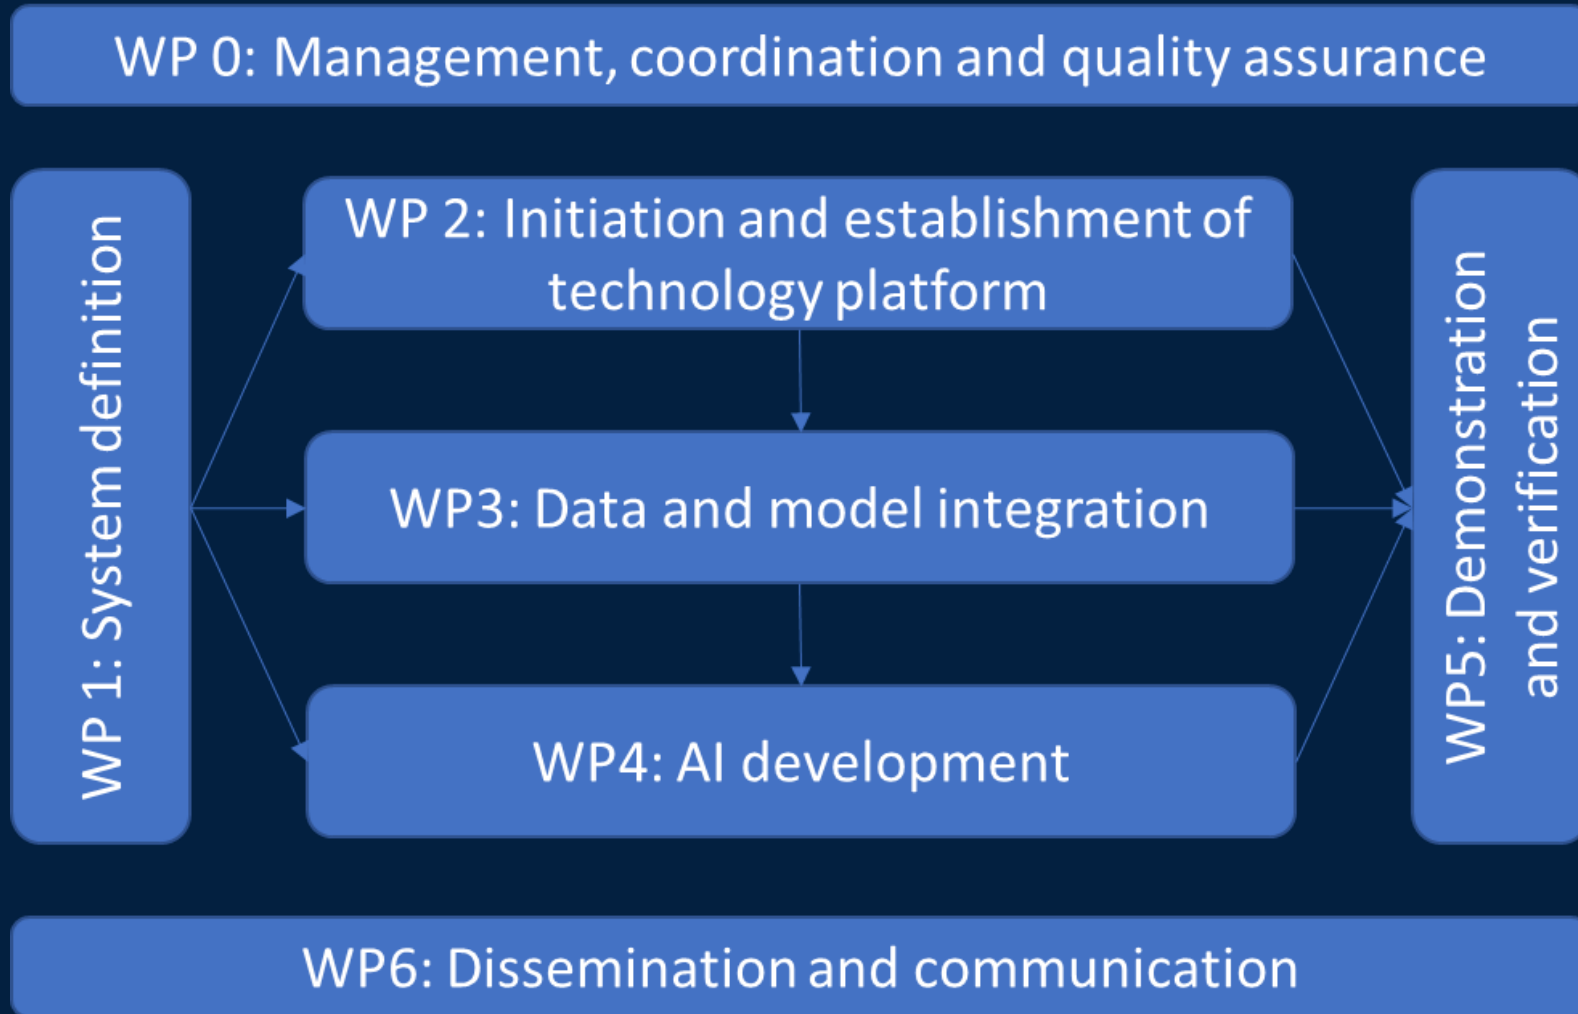 WP 0: Management, coordination and quality assurance
WP 1: System definition
WP 2: Initiation and establishment of
technology platform
WP3: Data and model integration
WP4: AI development
WP5: Demonstration
and verification
WP6: Dissemination and communication